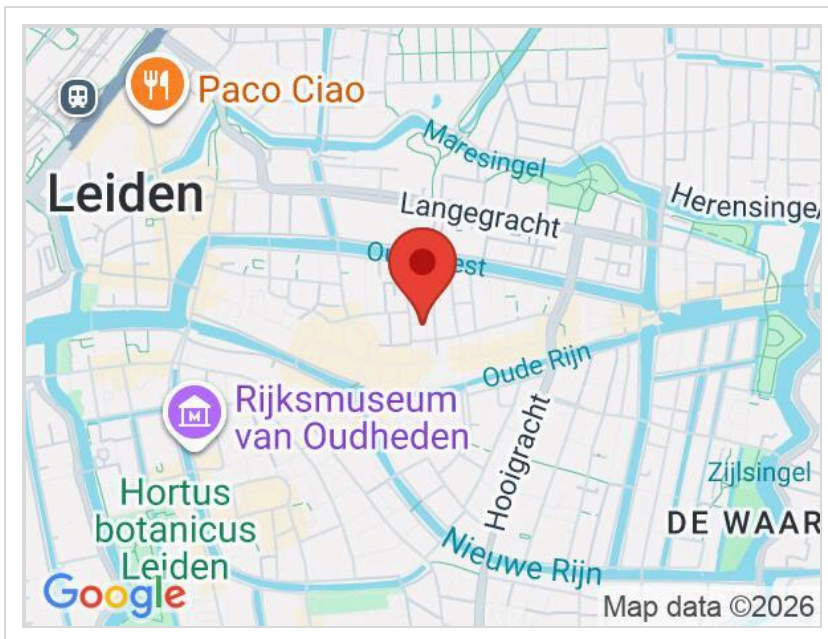 Paco Ciao
Leiden
Maresingel
Herensinge
Langegracht
Oude Rijn
Rijksmuseum
van Oudheden
Hooigracht
Zijlsingel
Hortus
botanicus
Leiden
DE WAAR
Nieuwe Rijn
Google
Map data ©2026